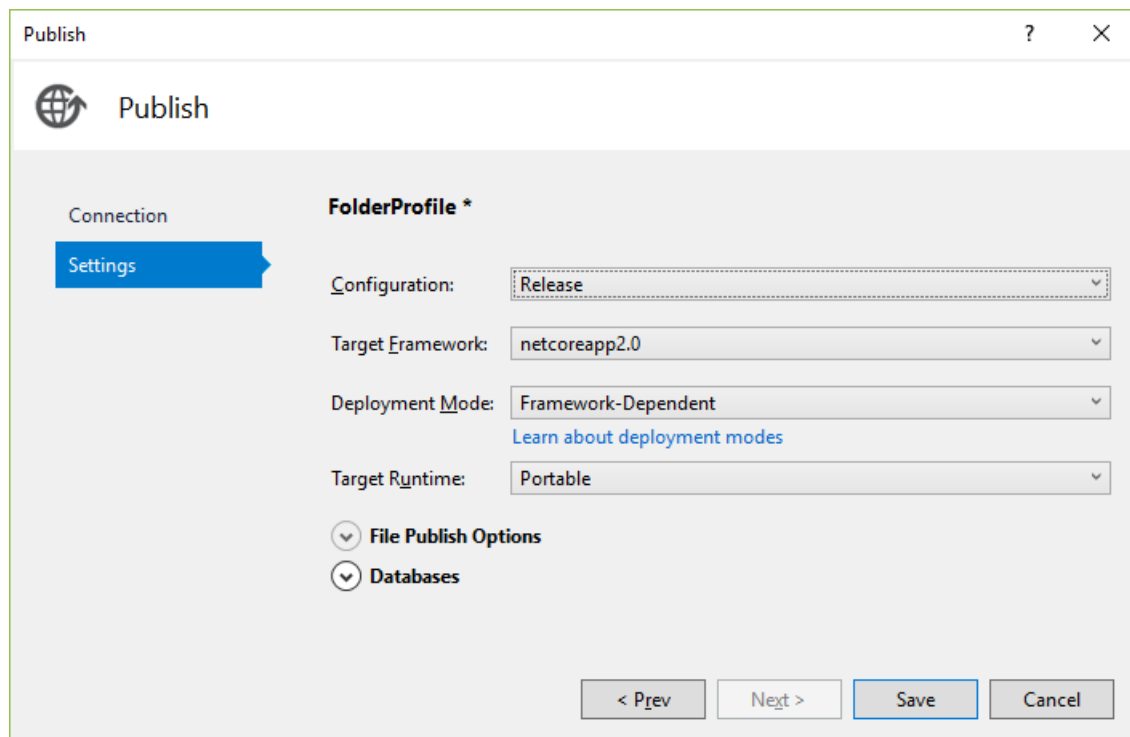 Publish
?
Publish
Connection
Settings
FolderProfile *
Configuration: Release
Target Framework: netcoreapp2.0
Deployment Mode: Framework-Dependent
Learn about deployment modes
Target Runtime: Portable
File Publish Options
Databases
< Prev Next > Save Cancel